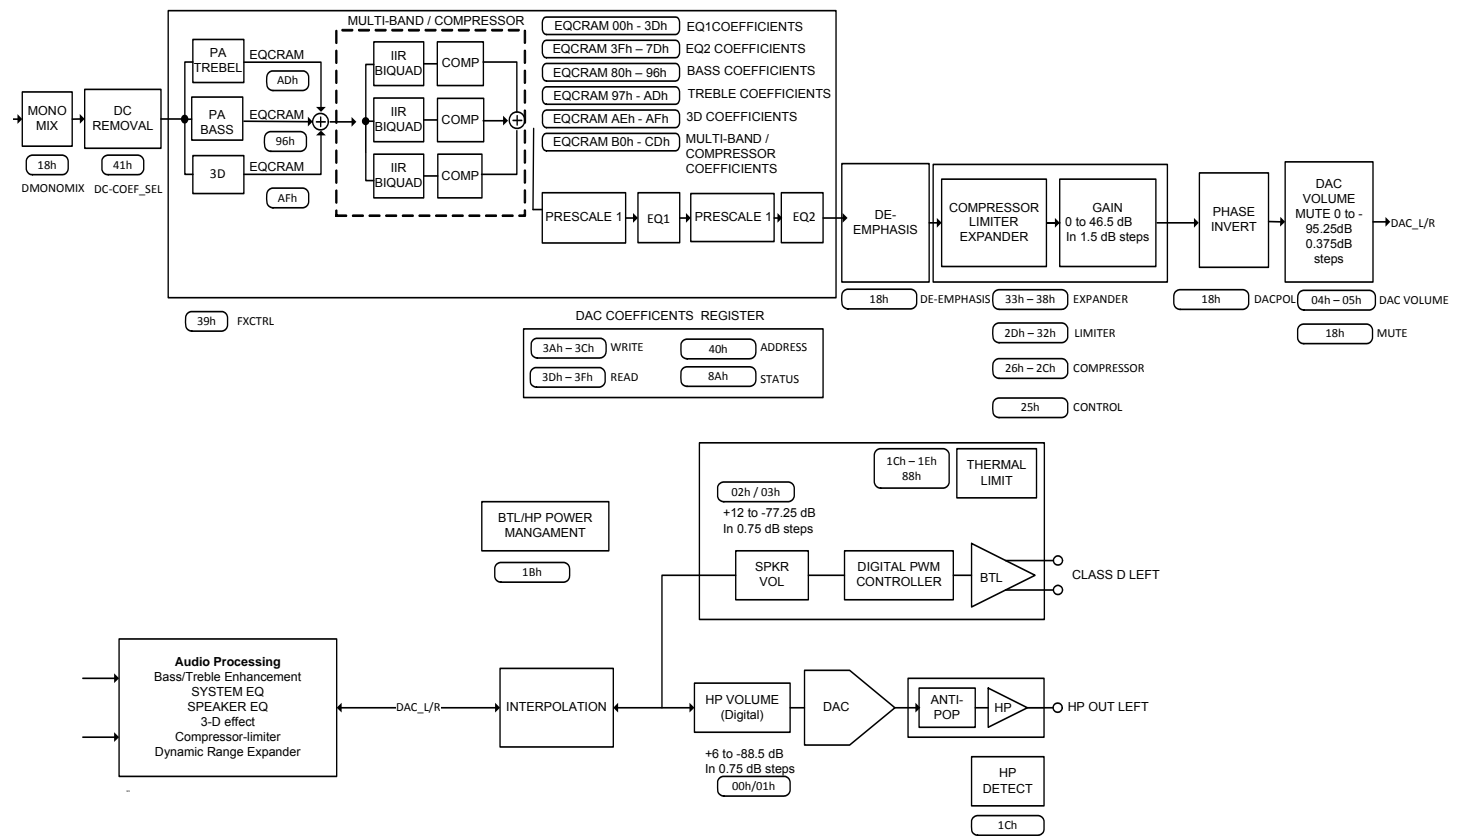 MULTI-BAND / COMPRESSOR
EQCRAM 00h - 3Dh
EQ1COEFFICIENTS
EQCRAM 3Fh – 7Dh
EQ2 COEFFICIENTS
EQCRAM 80h – 96h
BASS COEFFICIENTS
EQCRAM 97h - ADh
TREBLE COEFFICIENTS
EQCRAM AEh - AFh
3D COEFFICIENTS
EQCRAM B0h - CDh
MULTI-BAND /
COMPRESSOR
COEFFICIENTS
MONO
MIX
18h
DMONOMIX
DC
REMOVAL
41h
DC-COEF_SEL
PA
TREBEL
EQCRAM
ADh
PA
BASS
EQCRAM
96h
3D
EQCRAM
AFh
IIR
BIQUAD
COMP
IIR
BIQUAD
COMP
IIR
BIQUAD
COMP
PRESCALE 1
EQ1
PRESCALE 1
EQ2
DE-
EMPHASIS
18h
DE-EMPHASIS
COMPRESSOR
LIMITER
EXPANDER
GAIN
0 to 46.5 dB
In 1.5 dB steps
33h – 38h
EXPANDER
2Dh – 32h
LIMITER
26h – 2Ch
COMPRESSOR
25h
CONTROL
PHASE
INVERT
18h
DACPOL
DAC
VOLUME
MUTE 0 to -
95.25dB
0.375dB
steps
DAC_L/R
04h – 05h
DAC VOLUME
18h
MUTE
39h
FXCTRL
DAC COEFFICENTS REGISTER
3Ah – 3Ch
WRITE
40h
ADDRESS
3Dh – 3Fh
READ
8Ah
STATUS
1Ch – 1Eh
88h
THERMAL
LIMIT
02h / 03h
+12 to -77.25 dB
In 0.75 dB steps
BTL/HP POWER
MANGAMENT
1Bh
SPKR
VOL
DIGITAL PWM
CONTROLLER
BTL
CLASS D LEFT
Audio Processing
Bass/Treble Enhancement
SYSTEM EQ
SPEAKER EQ
3-D effect
Compressor-limiter
Dynamic Range Expander
DAC_L/R
INTERPOLATION
HP VOLUME
(Digital)
+6 to -88.5 dB
In 0.75 dB steps
00h/01h
DAC
ANTI-
POP
HP
HP OUT LEFT
HP
DETECT
1Ch